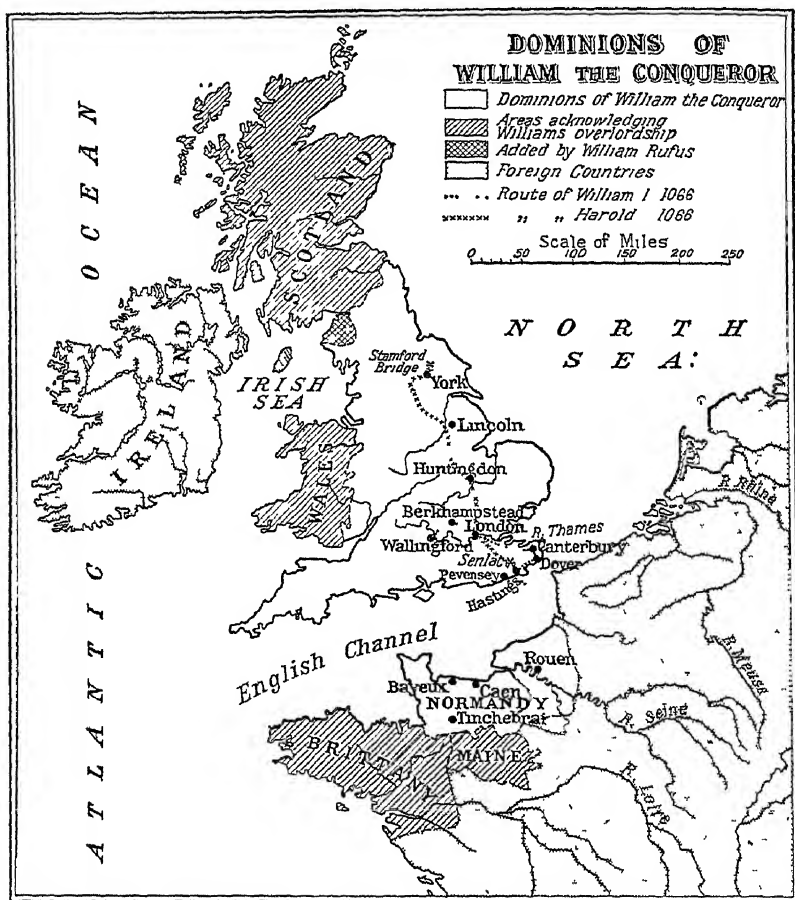 DOMINIONS OF
WILLIAM THE CONQUEROR
Dominions of William the Conqueror
Areas acknowledging
Williams overlordship
Added by William Rufus
Foreign Countries
Route of William I 1066
" " Harold 1066
Scale of Miles
0 50 100 150 200 250
ATLANTIC OCEAN
NORTH
SEA:
SCOTLAND
IRELAND
IRISH
SEA
WALES
Stamford
Bridge
York
Lincoln
Huntingdon
Berkhampstead
London
Wallingford
R. Thames
Canterbury
Dover
Senlac
Pevensey
Hastings
English Channel
R. Rhine
R. Meuse
Rouen
Bayeux
Caen
NORMANDY
Tinchebrai
R. Seine
BRITTANY
MAINE
R. Loire